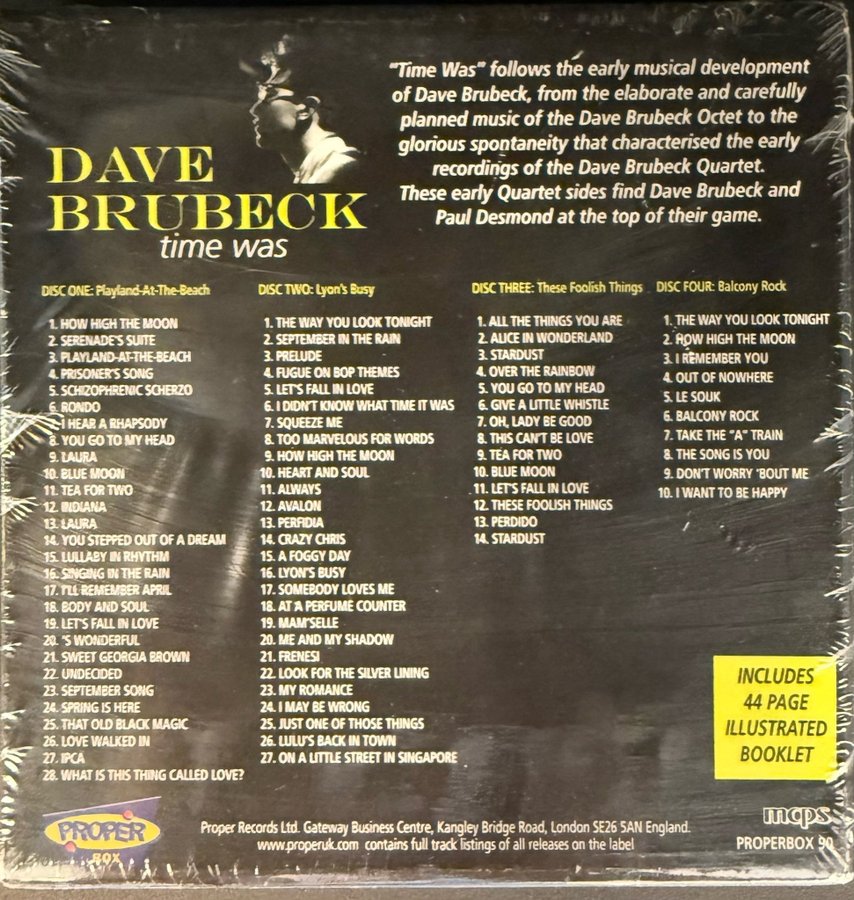 "Time Was" follows the early musical development
of Dave Brubeck, from the elaborate and carefully
planned music of the Dave Brubeck Octet to the
glorious spontaneity that characterised the early
recordings of the Dave Brubeck Quartet.
These early Quartet sides find Dave Brubeck and
Paul Desmond at the top of their game.
DAVE
BRUBECK
time was
DISC ONE: Playland-At-The-Beach
1. HOW HIGH THE MOON
2. SERENADE'S SUITE
3. PLAYLAND-AT-THE-BEACH
4. PRISONER'S SONG
5. SCHIZOPHRENIC SCHERZO
6. RONDO
7. I HEAR A RHAPSODY
8. YOU GO TO MY HEAD
9. LAURA
10. BLUE MOON
11. TEA FOR TWO
12. INDIANA
13. LAURA
14. YOU STEPPED OUT OF A DREAM
15. LULLABY IN RHYTHM
16. SINGING IN THE RAIN
17. I'LL REMEMBER APRIL
18. BODY AND SOUL
19. LET'S FALL IN LOVE
20. 'S WONDERFUL
21. SWEET GEORGIA BROWN
22. UNDECIDED
23. SEPTEMBER SONG
24. SPRING IS HERE
25. THAT OLD BLACK MAGIC
26. LOVE WALKED IN
27. IPCA
28. WHAT IS THIS THING CALLED LOVE?
DISC TWO: Lyon's Busy
1. THE WAY YOU LOOK TONIGHT
2. SEPTEMBER IN THE RAIN
3. PRELUDE
4. FUGUE ON BOP THEMES
5. LET'S FALL IN LOVE
6. I DIDN'T KNOW WHAT TIME IT WAS
7. SQUEEZE ME
8. TOO MARVELOUS FOR WORDS
9. HOW HIGH THE MOON
10. HEART AND SOUL
11. ALWAYS
12. AVALON
13. PERFIDIA
14. CRAZY CHRIS
15. A FOGGY DAY
16. LYON'S BUSY
17. SOMEBODY LOVES ME
18. AT A PERFUME COUNTER
19. MAM'SELLE
20. ME AND MY SHADOW
21. FRENESI
22. LOOK FOR THE SILVER LINING
23. MY ROMANCE
24. I MAY BE WRONG
25. JUST ONE OF THOSE THINGS
26. LULU'S BACK IN TOWN
27. ON A LITTLE STREET IN SINGAPORE
DISC THREE: These Foolish Things
1. ALL THE THINGS YOU ARE
2. ALICE IN WONDERLAND
3. STARDUST
4. OVER THE RAINBOW
5. YOU GO TO MY HEAD
6. GIVE A LITTLE WHISTLE
7. OH, LADY BE GOOD
8. THIS CAN'T BE LOVE
9. TEA FOR TWO
10. BLUE MOON
11. LET'S FALL IN LOVE
12. THESE FOOLISH THINGS
13. PERDIDO
14. STARDUST
DISC FOUR: Balcony Rock
1. THE WAY YOU LOOK TONIGHT
2. HOW HIGH THE MOON
3. I REMEMBER YOU
4. OUT OF NOWHERE
5. LE SOUK
6. BALCONY ROCK
7. TAKE THE "A" TRAIN
8. THE SONG IS YOU
9. DON'T WORRY 'BOUT ME
10. I WANT TO BE HAPPY
INCLUDES
44 PAGE
ILLUSTRATED
BOOKLET
PROPER
BOX
Proper Records Ltd. Gateway Business Centre, Kangley Bridge Road, London SE26 5AN England.
www.properuk.com contains full track listings of all releases on the label
mcps
PROPERBOX 90